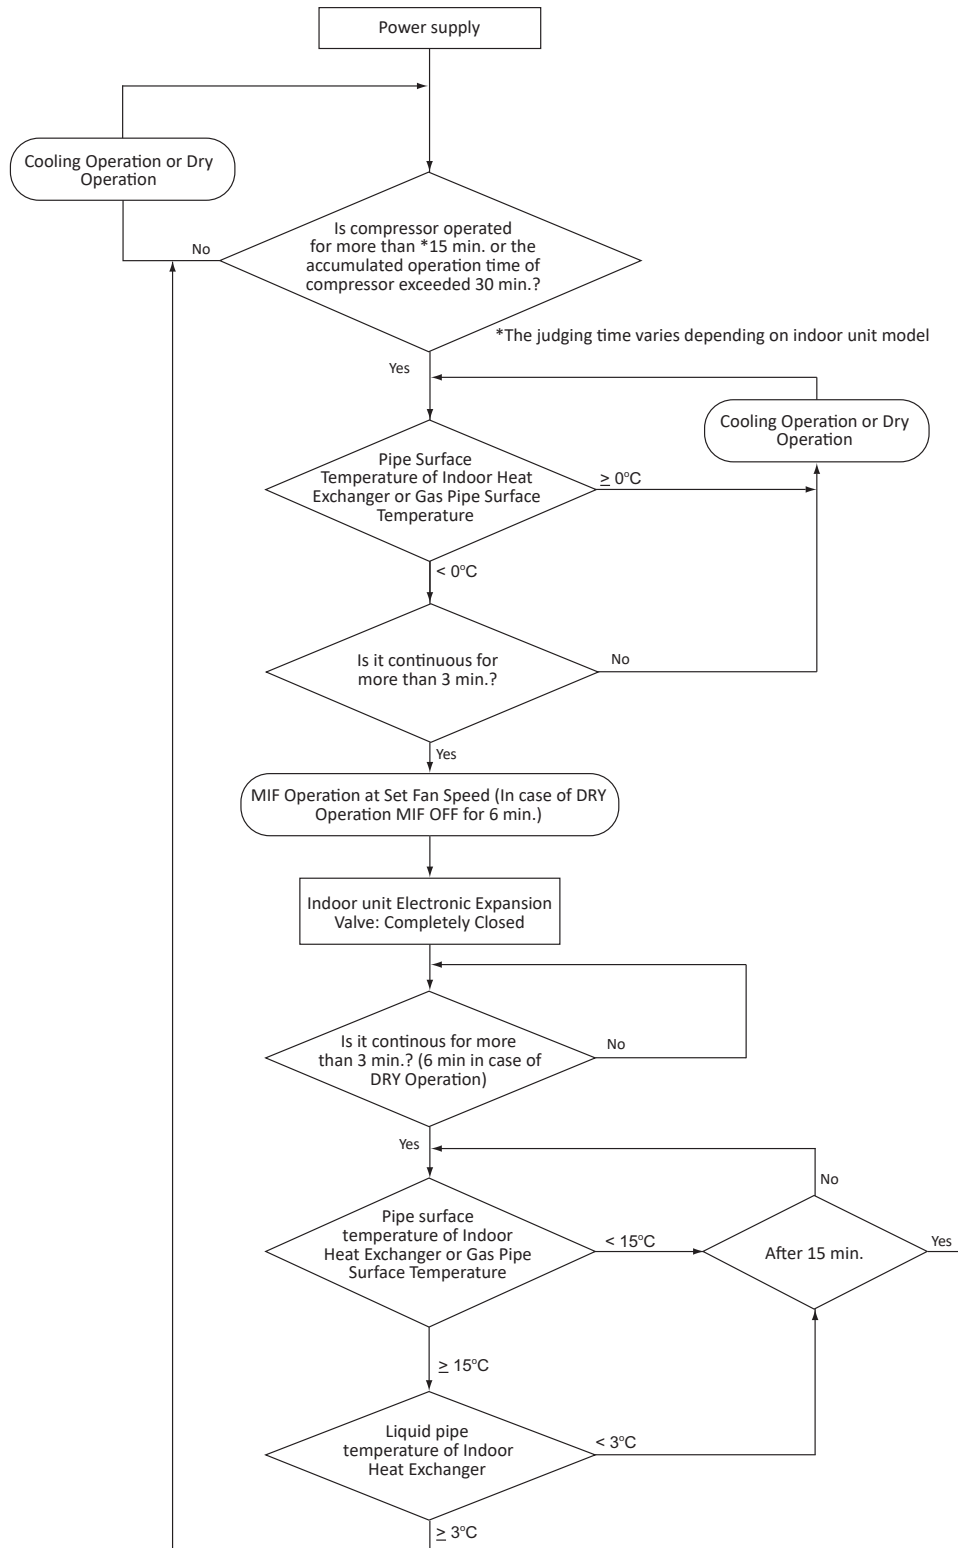 Power supply
Cooling Operation or Dry
Operation
Is compressor operated
for more than *15 min. or the
accumulated operation time of
compressor exceeded 30 min.?
No
*The judging time varies depending on indoor unit model
Yes
Cooling Operation or Dry
Operation
Pipe Surface
Temperature of Indoor Heat
Exchanger or Gas Pipe Surface
Temperature
≥ 0°C
< 0°C
Is it continuous for
more than 3 min.?
No
Yes
MIF Operation at Set Fan Speed (In case of DRY
Operation MIF OFF for 6 min.)
Indoor unit Electronic Expansion
Valve: Completely Closed
Is it continous for more
than 3 min.? (6 min in case of
DRY Operation)
No
Yes
No
Pipe surface
temperature of Indoor
Heat Exchanger or Gas Pipe
Surface Temperature
< 15°C
After 15 min.
Yes
≥ 15°C
Liquid pipe
temperature of Indoor
Heat Exchanger
< 3°C
≥ 3°C